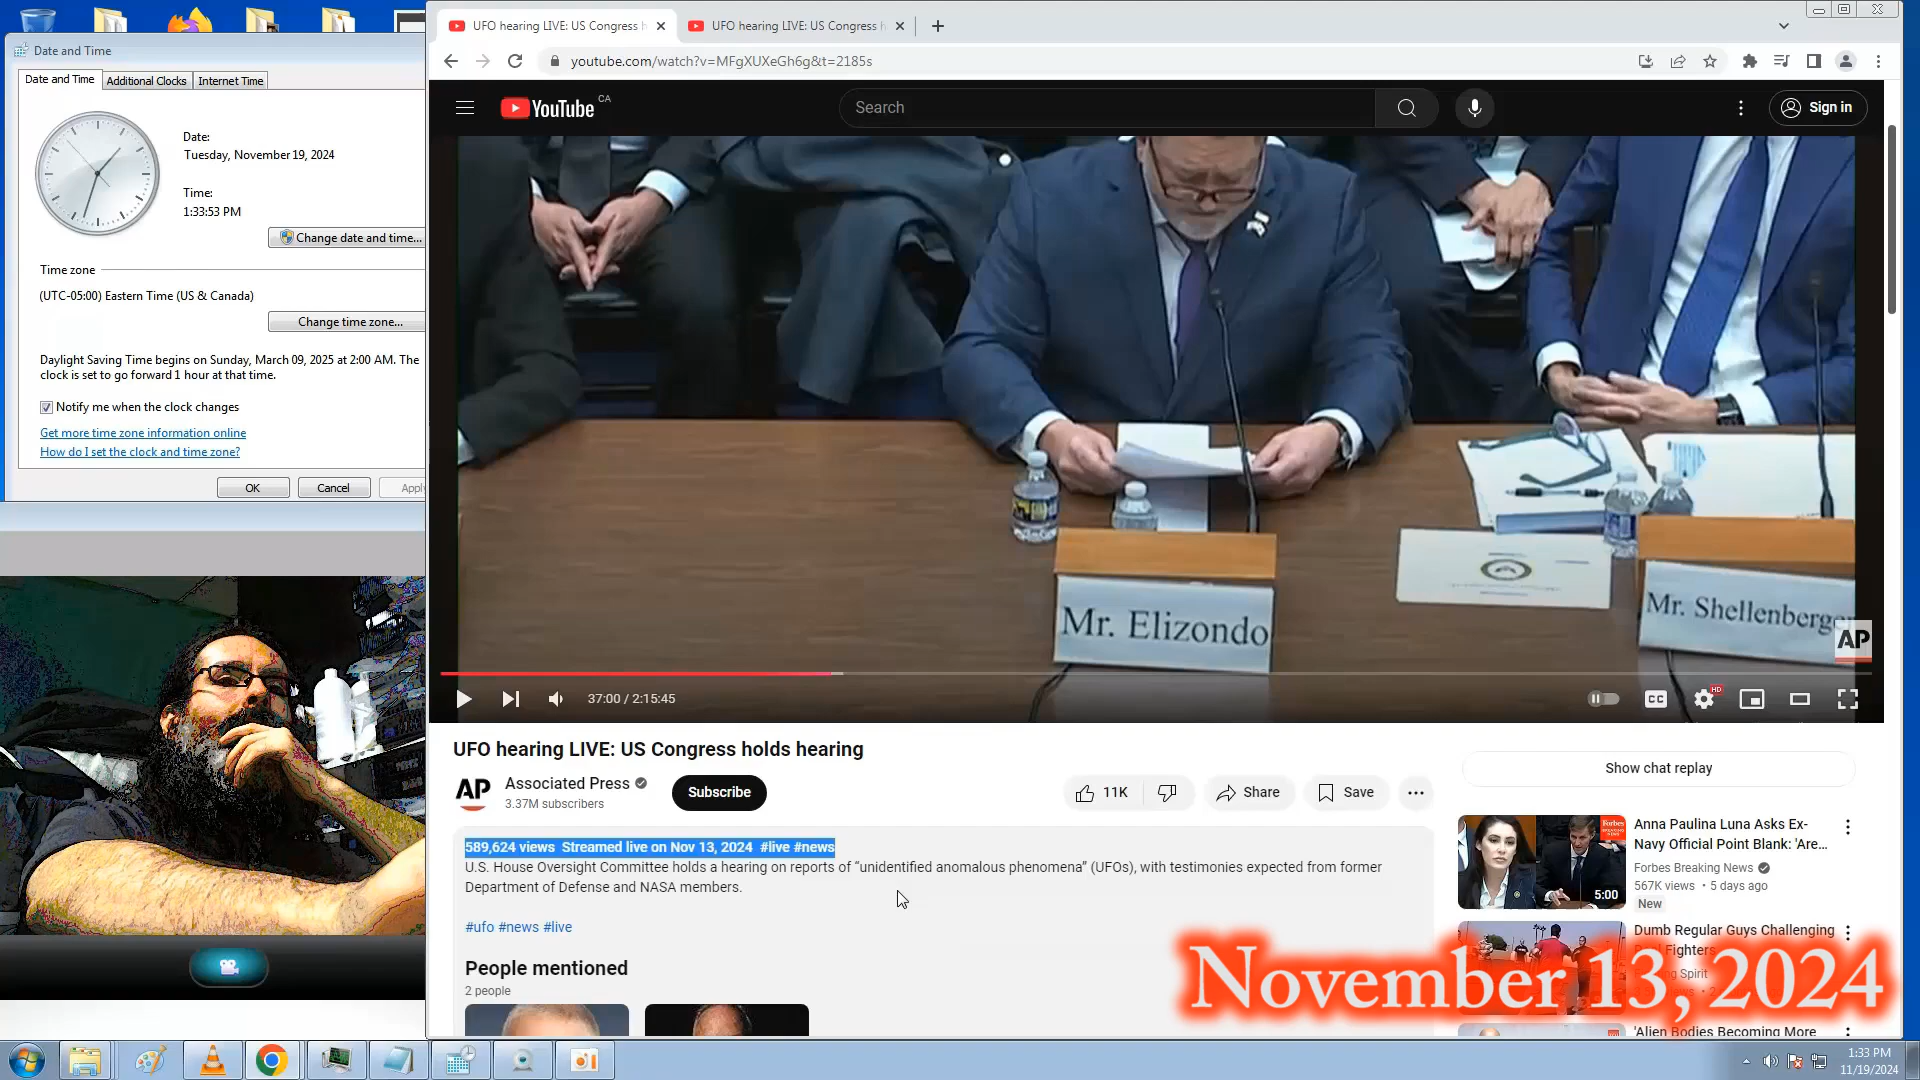 Date and Time
Date and Time
Additional Clocks
Internet Time
Date:
Tuesday, November 19, 2024
Time:
1:33:53 PM
Change date and time...
Time zone
(UTC-05:00) Eastern Time (US & Canada)
Change time zone...
Daylight Saving Time begins on Sunday, March 09, 2025 at 2:00 AM. The
clock is set to go forward 1 hour at that time.
Notify me when the clock changes
Get more time zone information online
How do I set the clock and time zone?
OK
Cancel
Apply
UFO hearing LIVE: US Congress h
UFO hearing LIVE: US Congress h
youtube.com/watch?v=MFgXUXeGh6g&t=2185s
YouTube CA
Search
Sign in
Mr. Elizondo
Mr. Shellenberge
AP
37:00 / 2:15:45
CC
HD
UFO hearing LIVE: US Congress holds hearing
AP
Associated Press
3.37M subscribers
Subscribe
11K
Share
Save
Show chat replay
589,624 views Streamed live on Nov 13, 2024 #live #news
U.S. House Oversight Committee holds a hearing on reports of “unidentified anomalous phenomena” (UFOs), with testimonies expected from former
Department of Defense and NASA members.
#ufo #news #live
People mentioned
2 people
Forbes
5:00
Anna Paulina Luna Asks Ex-
Navy Official Point Blank: 'Are...
Forbes Breaking News
567K views • 5 days ago
New
Dumb Regular Guys Challenging
Fighters
Spirit
'Alien Bodies Becoming More
November 13, 2024
1:33 PM
11/19/2024